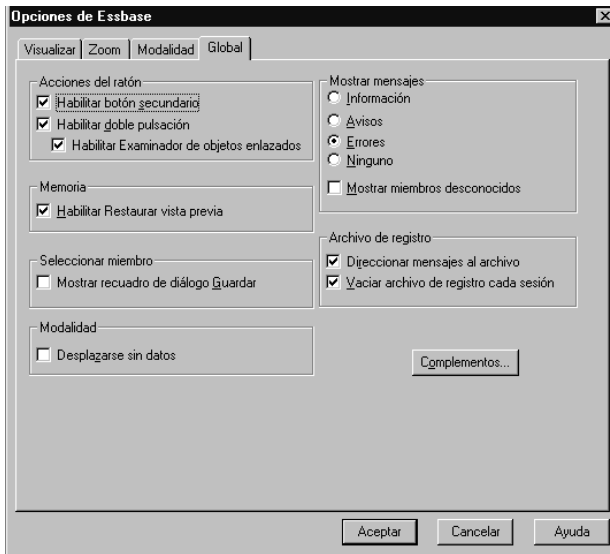 Opciones de Essbase
Visualizar
Zoom
Modalidad
Global
Acciones del ratón
Habilitar botón secundario
Habilitar doble pulsación
Habilitar Examinador de objetos enlazados
Memoria
Habilitar Restaurar vista previa
Seleccionar miembro
Mostrar recuadro de diálogo Guardar
Modalidad
Desplazarse sin datos
Mostrar mensajes
Información
Avisos
Errores
Ninguno
Mostrar miembros desconocidos
Archivo de registro
Direccionar mensajes al archivo
Vaciar archivo de registro cada sesión
Complementos...
Aceptar
Cancelar
Ayuda